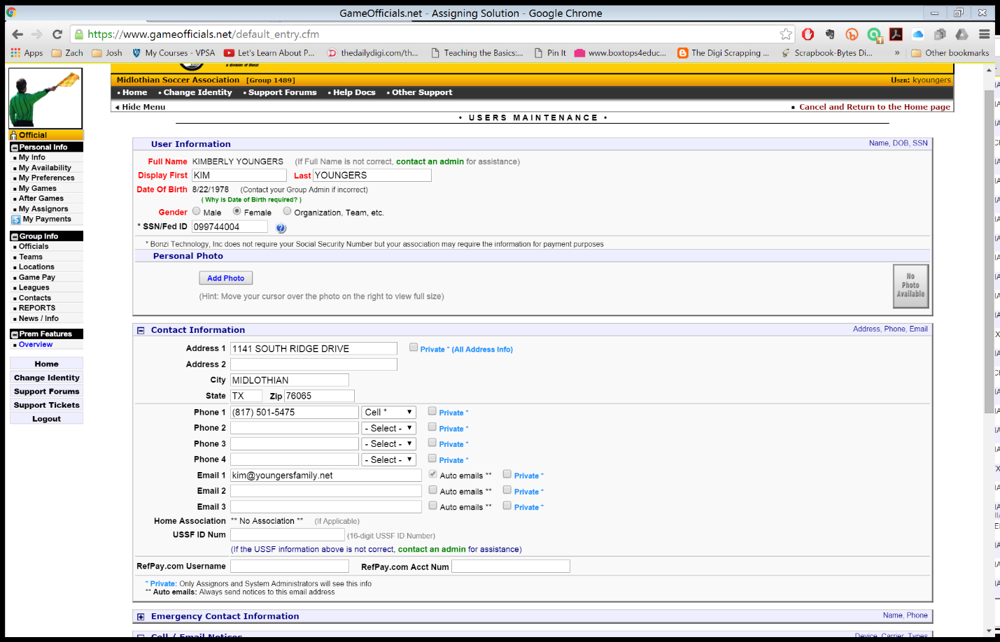 GameOfficials.net - Assigning Solution - Google Chrome
https://www.gameofficials.net/default_entry.cfm
Apps Zach Josh My Courses - VPSA Let's Learn About P... thedailydigi.com/th... Teaching the Basics:... Pin It www.boxtops4educ... The Digi Scrapping ... Scrapbook-Bytes Di... » Other bookmarks
a division of Bonzi
Midlothian Soccer Association [Group 1489] USER: kyoungers
• Home • Change Identity • Support Forums • Help Docs • Other Support
Hide Menu Cancel and Return to the Home page
• USERS MAINTENANCE •
Official
Personal Info
My Info
My Availability
My Preferences
My Games
After Games
My Assignors
My Payments
Group Info
Officials
Teams
Locations
Game Pay
Leagues
Contacts
REPORTS
News / Info
Prem Features
Overview
Home
Change Identity
Support Forums
Support Tickets
Logout
User Information Name, DOB, SSN
Full Name KIMBERLY YOUNGERS (If Full Name is not correct, contact an admin for assistance)
Display First KIM Last YOUNGERS
Date Of Birth 8/22/1978 (Contact your Group Admin if incorrect)
( Why is Date of Birth required? )
Gender Male Female Organization, Team, etc.
* SSN/Fed ID 099744004
* Bonzi Technology, Inc does not require your Social Security Number but your association may require the information for payment purposes
Personal Photo
Add Photo
(Hint: Move your cursor over the photo on the right to view full size)
No
Photo
Available
Contact Information Address, Phone, Email
Address 1 1141 SOUTH RIDGE DRIVE Private * (All Address Info)
Address 2
City MIDLOTHIAN
State TX Zip 76065
Phone 1 (817) 501-5475 Cell * Private *
Phone 2 - Select - Private *
Phone 3 - Select - Private *
Phone 4 - Select - Private *
Email 1 kim@youngersfamily.net Auto emails ** Private *
Email 2 Auto emails ** Private *
Email 3 Auto emails ** Private *
Home Association ** No Association ** (If Applicable)
USSF ID Num (16-digit USSF ID Number)
(If the USSF information above is not correct, contact an admin for assistance)
RefPay.com Username RefPay.com Acct Num
* Private: Only Assignors and System Administrators will see this info
** Auto emails: Always send notices to this email address
Emergency Contact Information Name, Phone
Cell / Email Notices Device, Carrier, Types